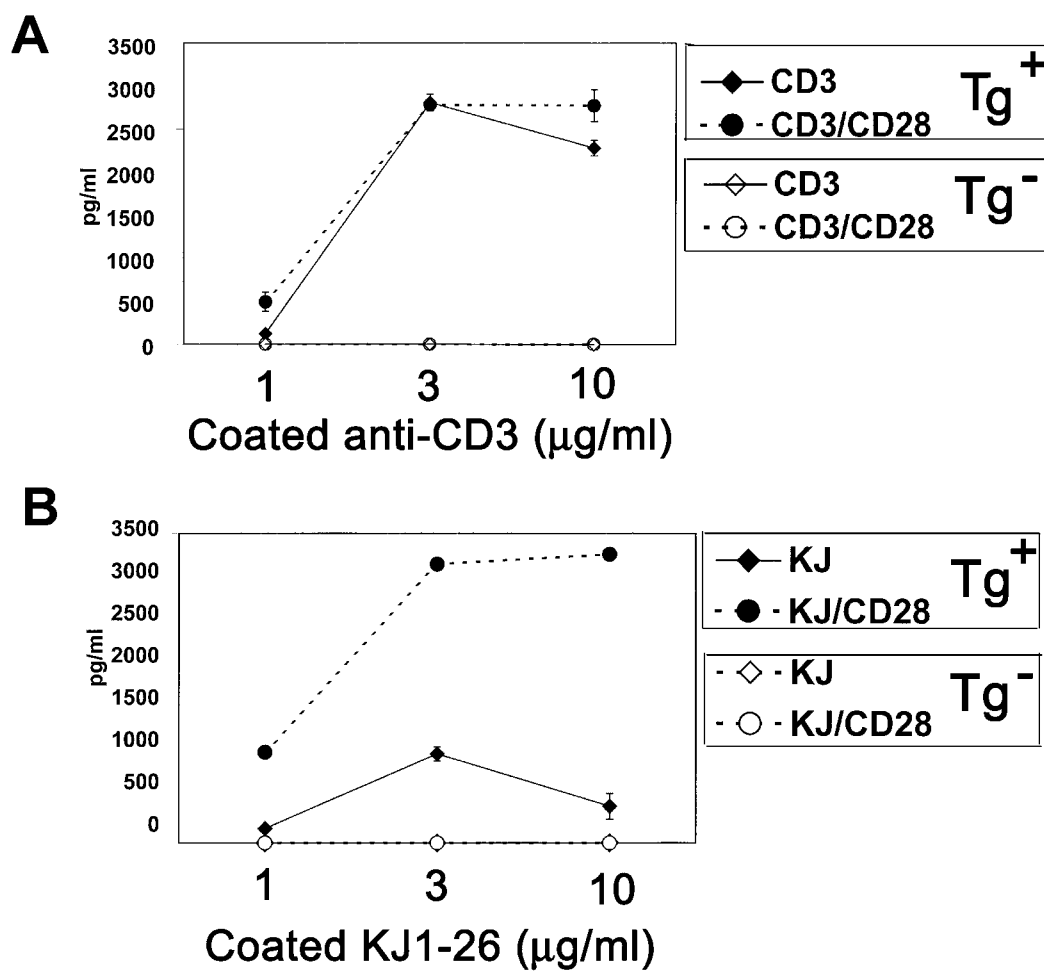 A
3500
3000
2500
2000
1500
1000
500
0
pg/ml
1 3 10
Coated anti-CD3 (μg/ml)
CD3
CD3/CD28
Tg+
CD3
CD3/CD28
Tg-
B
3500
3000
2500
2000
1500
1000
500
0
pg/ml
1 3 10
Coated KJ1-26 (μg/ml)
KJ
KJ/CD28
Tg+
KJ
KJ/CD28
Tg-